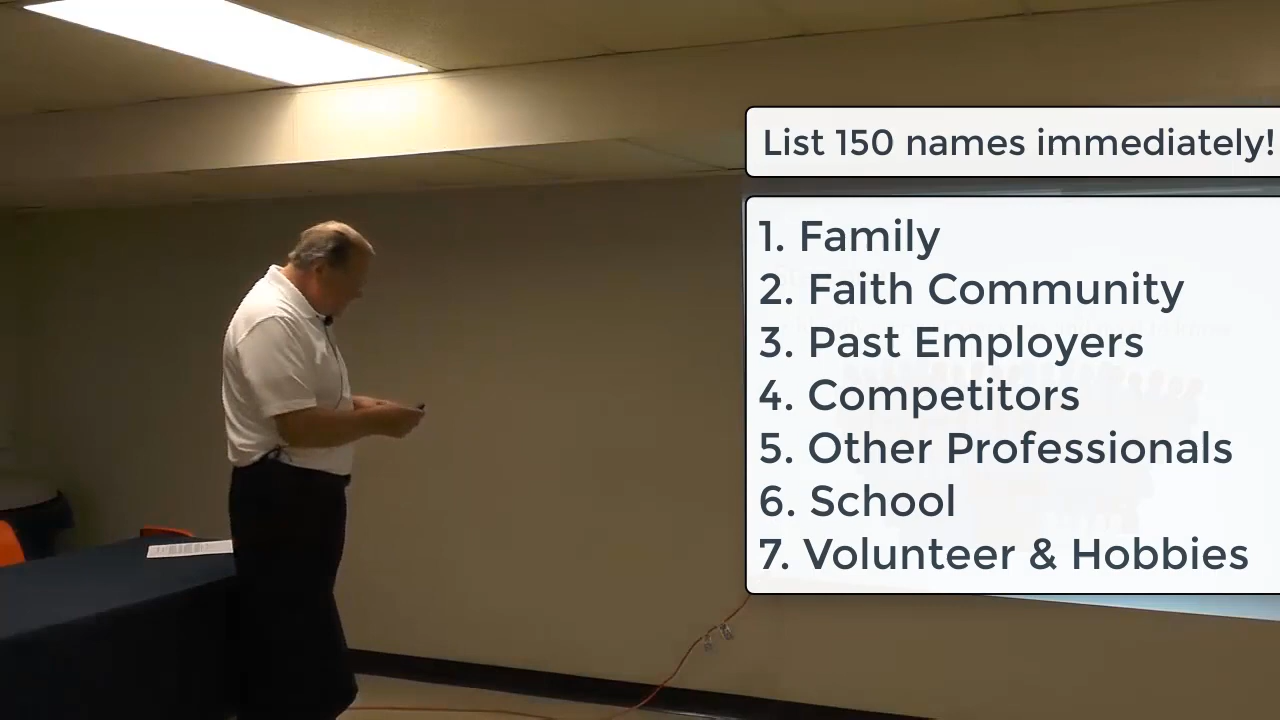 List 150 names immediately!
1. Family
2. Faith Community
3. Past Employers
4. Competitors
5. Other Professionals
6. School
7. Volunteer & Hobbies